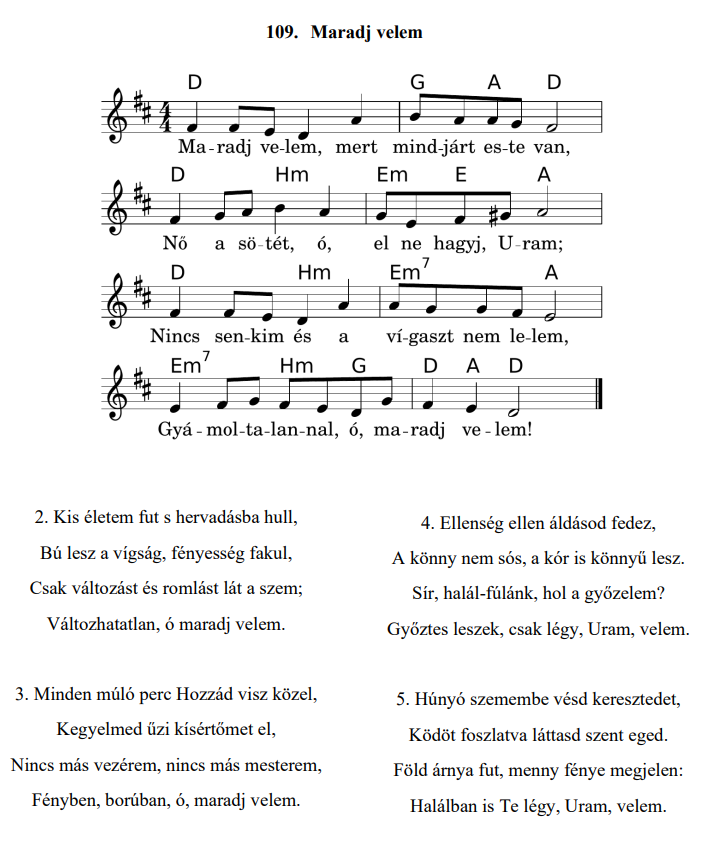 109. Maradj velem
D G A D
4
4
Ma-radj ve-lem, mert mind-járt es-te van,
D Hm Em E A
Nő a sö-tét, ó, el ne hagyj, U-ram;
D Hm Em7 A
Nincs sen-kim és a ví-gaszt nem le-lem,
Em7 Hm G D A D
Gyá-mol-ta-lan-nal, ó, ma-radj ve-lem!
2. Kis életem fut s hervadásba hull,
Bú lesz a vígság, fényesség fakul,
Csak változást és romlást lát a szem;
Változhatatlan, ó maradj velem.
3. Minden múló perc Hozzád visz közel,
Kegyelmed űzi kísértőmet el,
Nincs más vezérem, nincs más mesterem,
Fényben, borúban, ó, maradj velem.
4. Ellenség ellen áldásod fedez,
A könny nem sós, a kór is könnyű lesz.
Sír, halál-fúlánk, hol a győzelem?
Győztes leszek, csak légy, Uram, velem.
5. Húnyó szemembe vésd keresztedet,
Ködöt foszlatva láttasd szent eged.
Föld árnya fut, menny fénye megjelen:
Halálban is Te légy, Uram, velem.